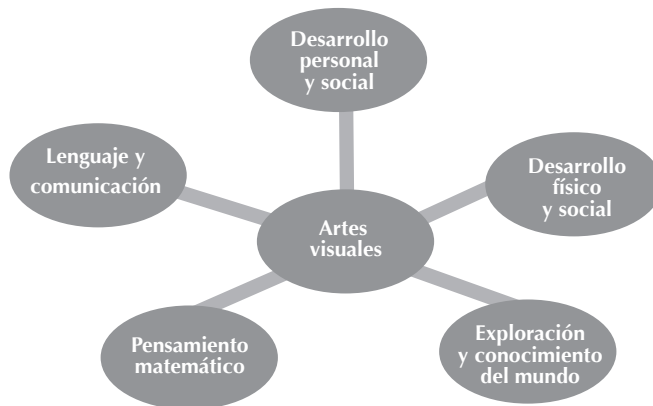 Desarrollo
personal
y social
Lenguaje y
comunicación
Desarrollo
físico
y social
Artes
visuales
Pensamiento
matemático
Exploración
y conocimiento
del mundo